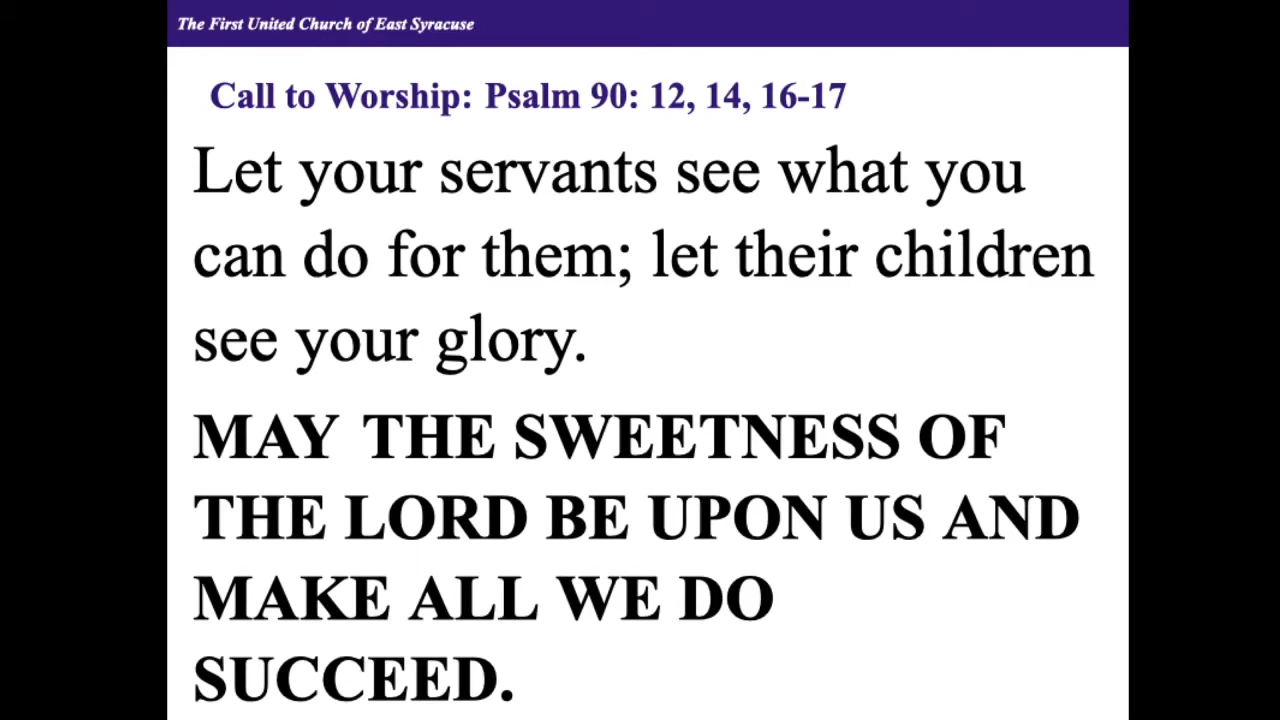 The First United Church of East Syracuse
Call to Worship: Psalm 90: 12, 14, 16-17
Let your servants see what you
can do for them; let their children
see your glory.
MAY THE SWEETNESS OF
THE LORD BE UPON US AND
MAKE ALL WE DO
SUCCEED.